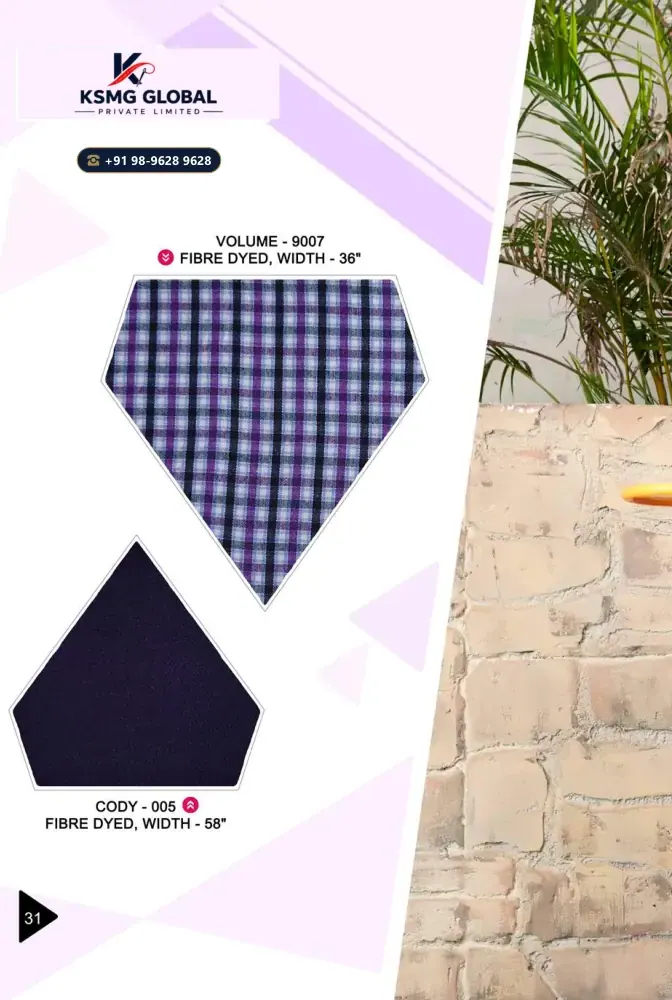 KSMG GLOBAL
PRIVATE LIMITED
+91 98-9628 9628
VOLUME - 9007
FIBRE DYED, WIDTH - 36"
CODY - 005
FIBRE DYED, WIDTH - 58"
31